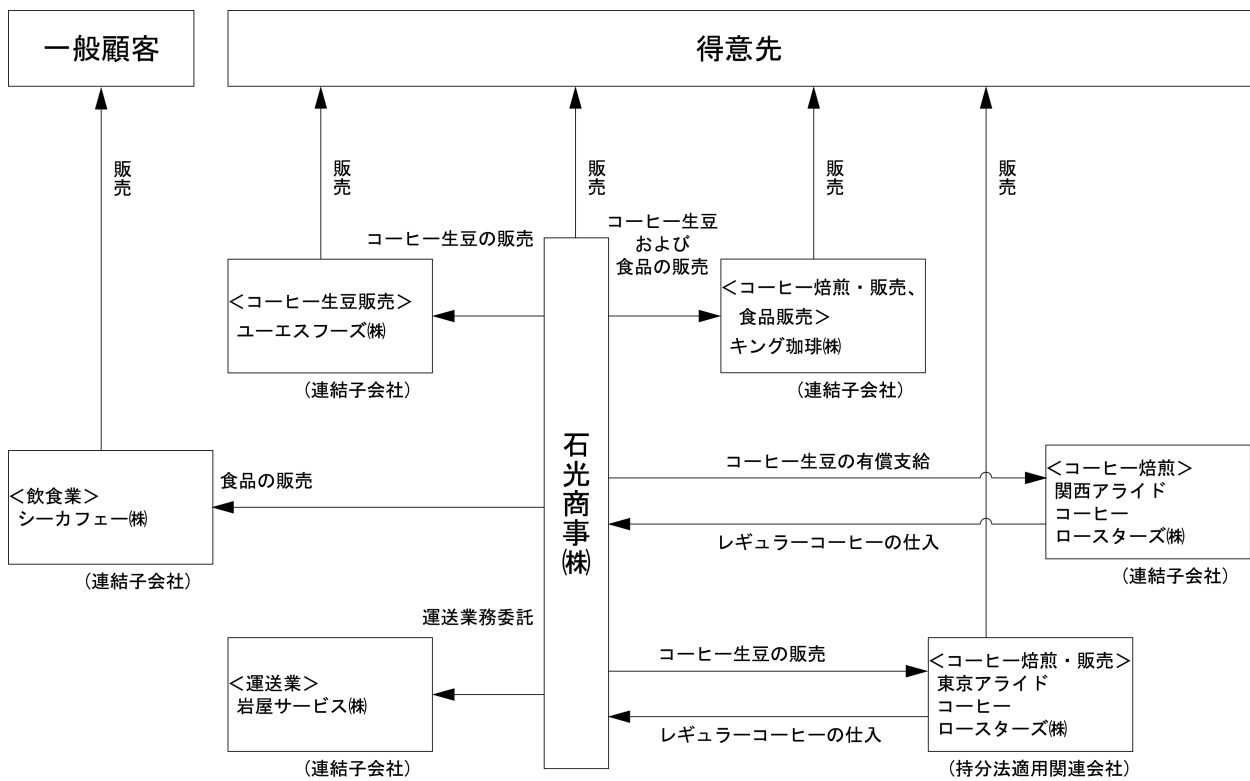 一般顧客
得意先
販売
販売
販売
販売
販売
コーヒー生豆の販売
コーヒー生豆
および
食品の販売
＜コーヒー生豆販売＞
ユーエスフーズ㈱
(連結子会社)
＜コーヒー焙煎・販売、
食品販売＞
キング珈琲㈱
(連結子会社)
石光商事㈱
食品の販売
＜飲食業＞
シーカフェー㈱
(連結子会社)
コーヒー生豆の有償支給
レギュラーコーヒーの仕入
＜コーヒー焙煎＞
関西アライド
コーヒー
ロースターズ㈱
(連結子会社)
運送業務委託
＜運送業＞
岩屋サービス㈱
(連結子会社)
コーヒー生豆の販売
レギュラーコーヒーの仕入
＜コーヒー焙煎・販売＞
東京アライド
コーヒー
ロースターズ㈱
(持分法適用関連会社)